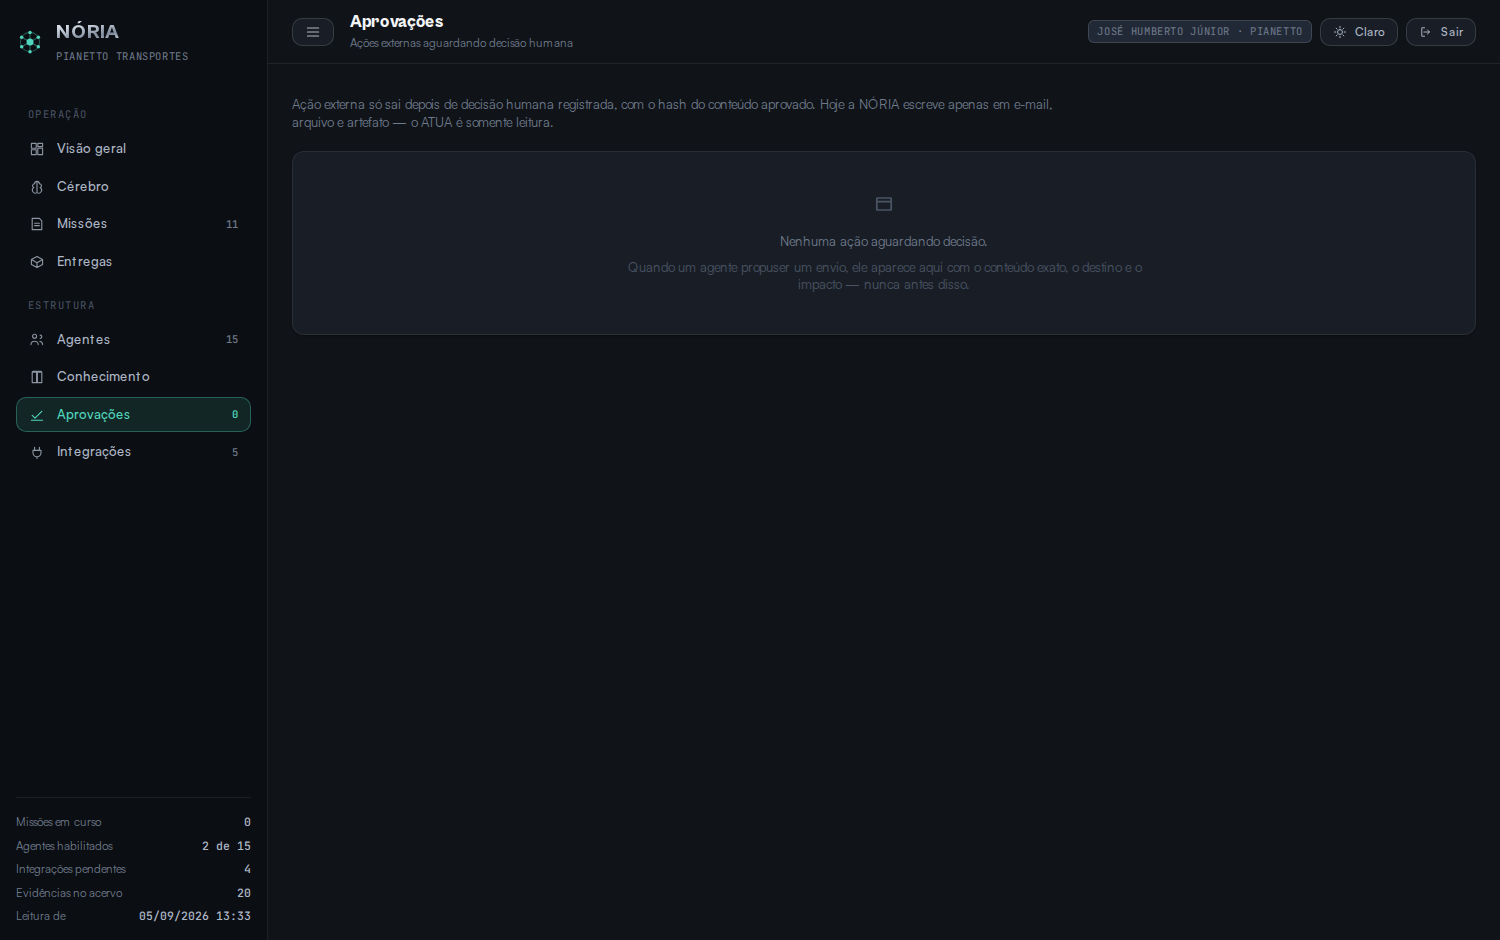 NÓRIA
PIANETTO TRANSPORTES
OPERAÇÃO
Visão geral
Cérebro
Missões 11
Entregas
ESTRUTURA
Agentes 15
Conhecimento
Aprovações 0
Integrações 5
Missões em curso 0
Agentes habilitados 2 de 15
Integrações pendentes 4
Evidências no acervo 20
Leitura de 05/09/2026 13:33
Aprovações
Ações externas aguardando decisão humana
JOSÉ HUMBERTO JÚNIOR · PIANETTO
Claro
Sair
Ação externa só sai depois de decisão humana registrada, com o hash do conteúdo aprovado. Hoje a NÓRIA escreve apenas em e-mail,
arquivo e artefato — o ATUA é somente leitura.
Nenhuma ação aguardando decisão.
Quando um agente propuser um envio, ele aparece aqui com o conteúdo exato, o destino e o
impacto — nunca antes disso.